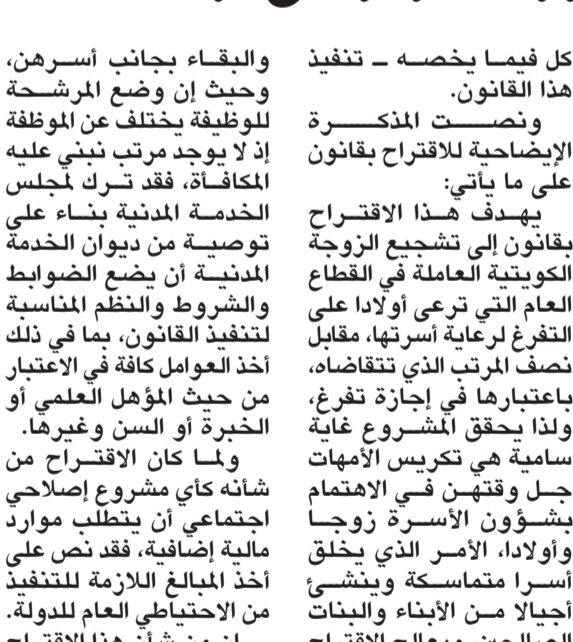 كل فيما يخصه – تنفيذ
هذا القانون.
ونصت المذكرة
الإيضاحية للاقتراح بقانون
على ما يأتي:
يهدف هذا الاقتراح
بقانون إلى تشجيع الزوجة
الكويتية العاملة في القطاع
العام التي ترعى أولادا على
التفرغ لرعاية أسرتها، مقابل
نصف المرتب الذي تتقاضاه،
باعتبارها في إجازة تفرغ،
ولذا يحقق المشروع غاية
سامية هي تكريس الأمهات
جل وقتهن في الاهتمام
بشؤون الأسرة زوجا
وأولادا، الأمر الذي يخلق
أسرا متماسكة وينشئ
أجيالا من الأبناء والبنات
والبقاء بجانب أسرهن،
وحيث إن وضع المرشحة
للوظيفة يختلف عن الموظفة
إذ لا يوجد مرتب نبني عليه
المكافأة، فقد ترك لمجلس
الخدمة المدنية بناء على
توصية من ديوان الخدمة
المدنية أن يضع الضوابط
والشروط والنظم المناسبة
لتنفيذ القانون، بما في ذلك
أخذ العوامل كافة في الاعتبار
من حيث المؤهل العلمي أو
الخبرة أو السن وغيرها.
ولما كان الاقتراح من
شأنه كأي مشروع إصلاحي
اجتماعي أن يتطلب موارد
مالية إضافية، فقد نص على
أخذ المبالغ اللازمة للتنفيذ
من الاحتياطي العام للدولة.